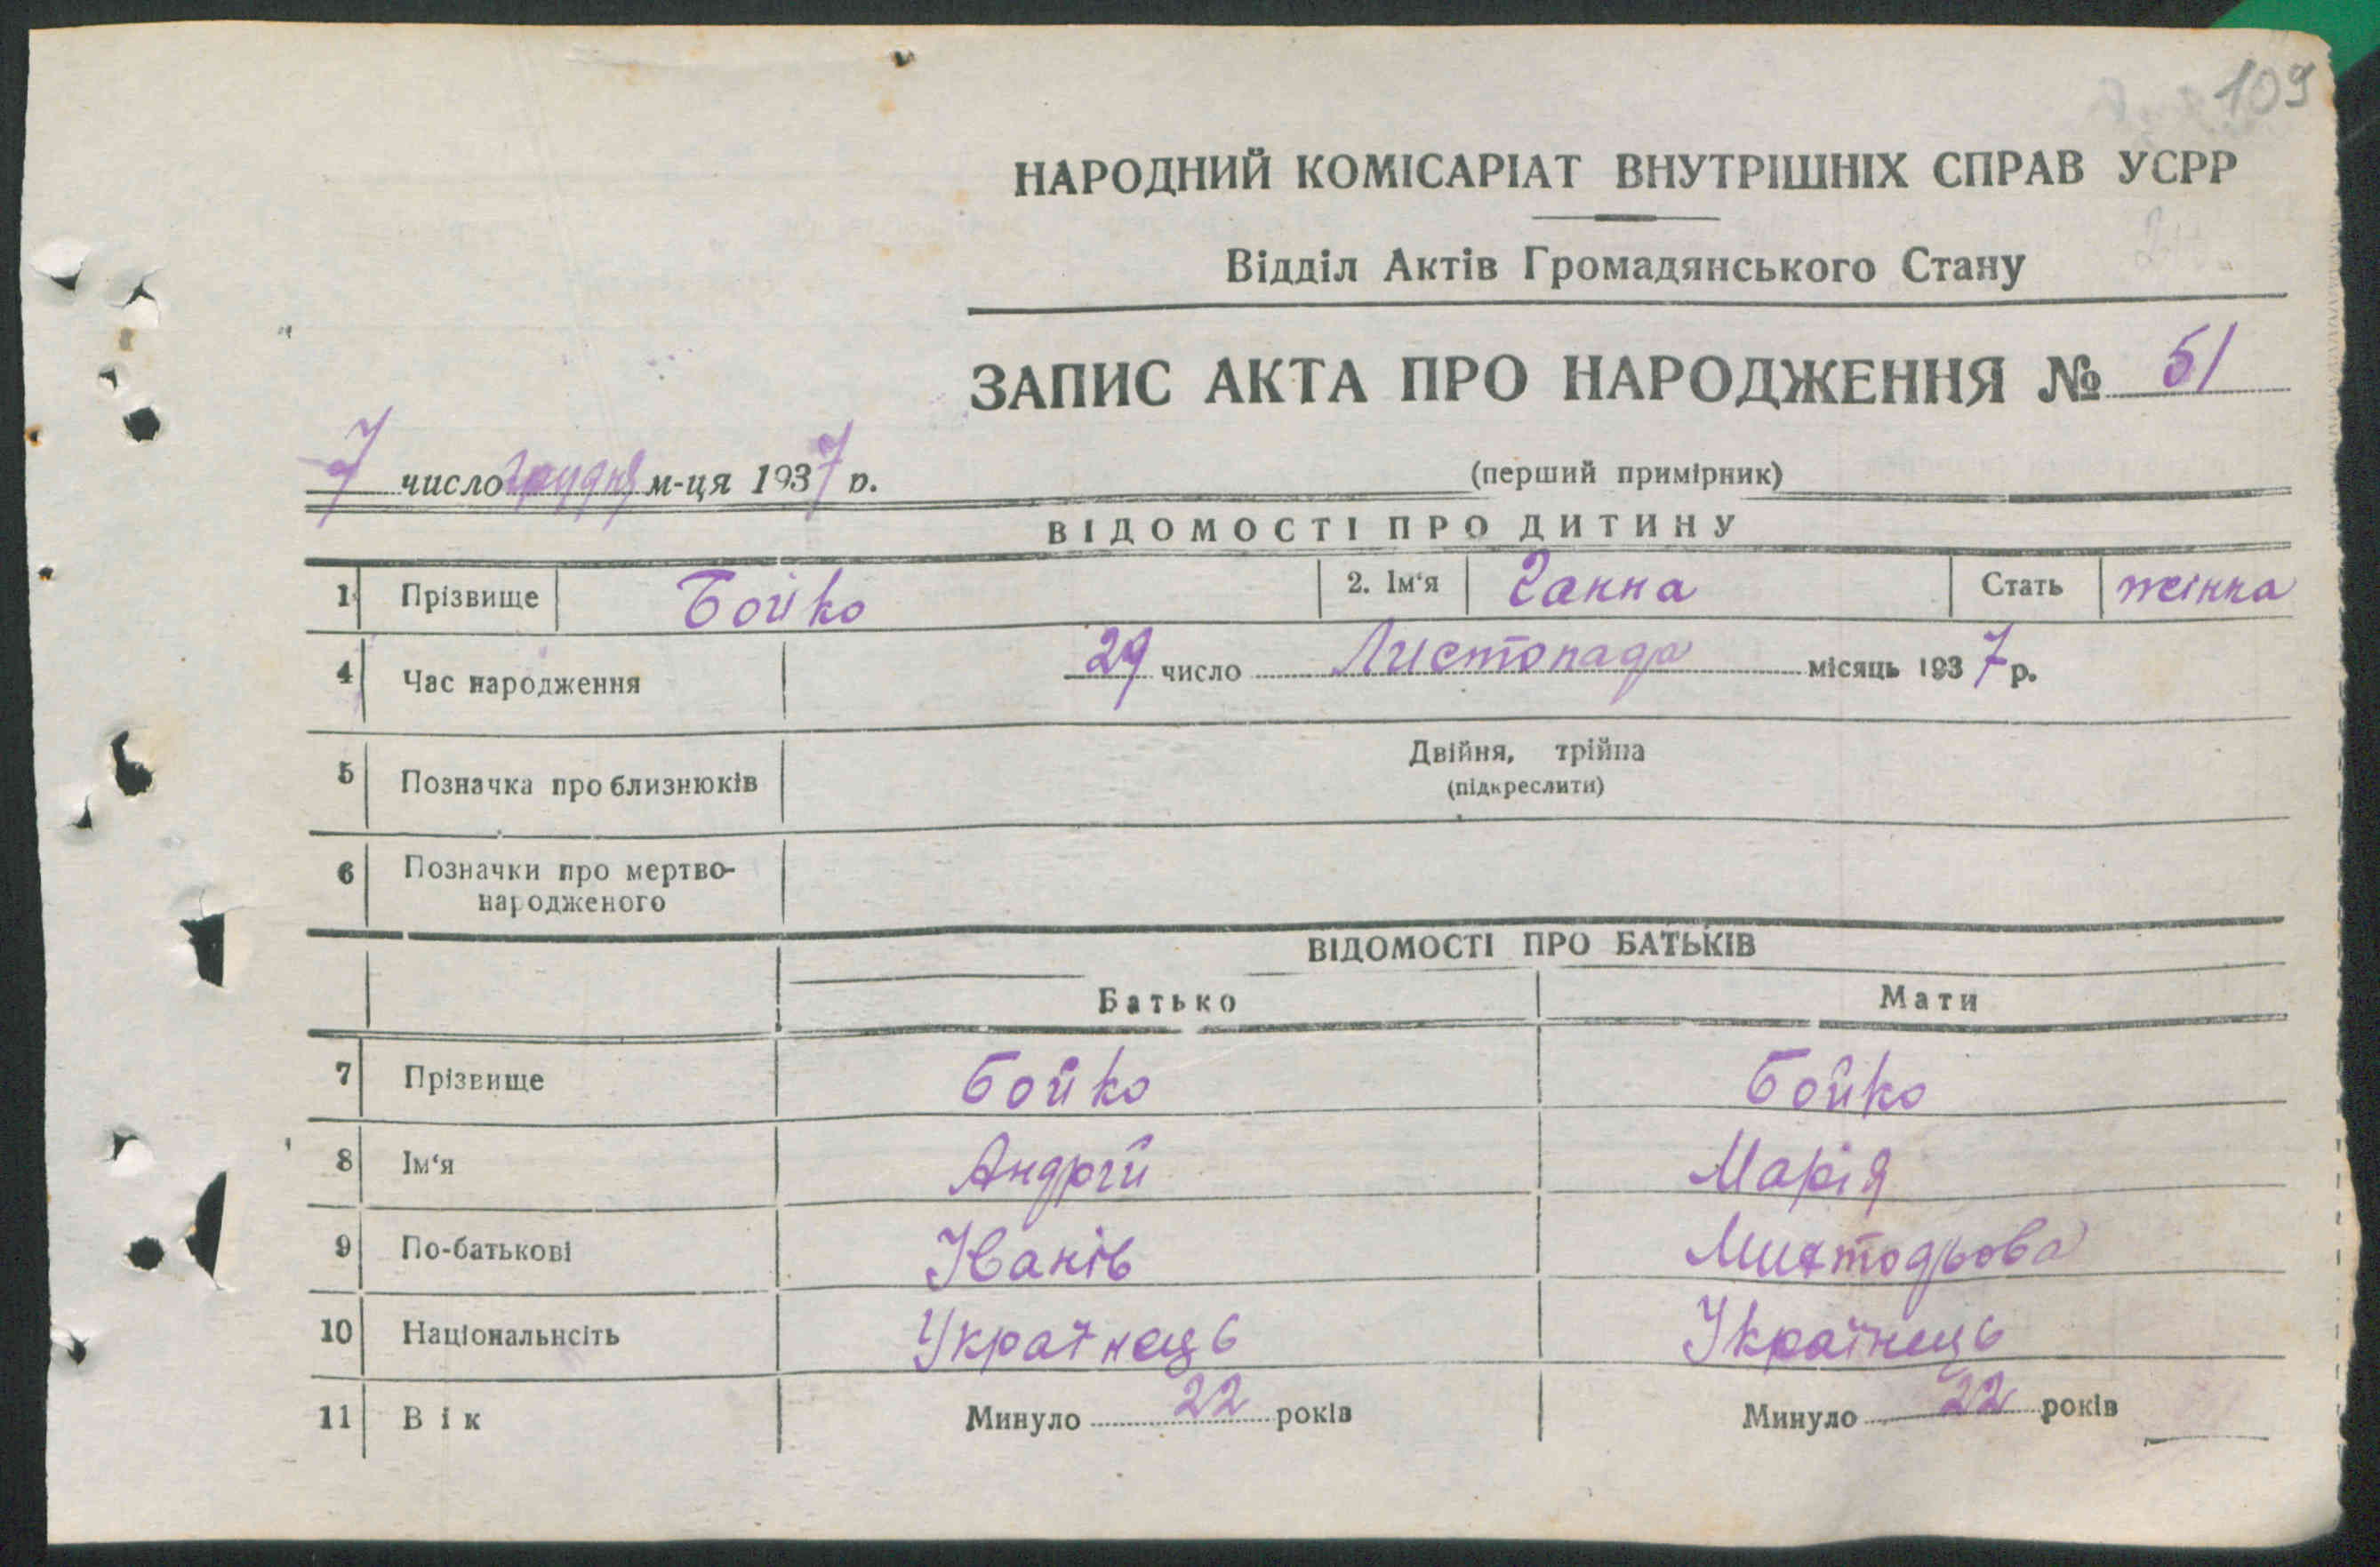 109
НАРОДНИЙ КОМІСАРІАТ ВНУТРІШНІХ СПРАВ УСРР
Відділ Актів Громадянського Стану
ЗАПИС АКТА ПРО НАРОДЖЕННЯ № 51
7 число грудня м-ця 1937 р.
(перший примірник)
ВІДОМОСТІ ПРО ДИТИНУ
1 Прізвище Бойко 2. Ім'я Ганна Стать жінка
4 Час народження 29 число Листопада місяць 1937 р.
5 Позначка про близнюків Двійня, трійня
(підкреслити)
6 Позначки про мертво-
народженого
ВІДОМОСТІ ПРО БАТЬКІВ
Батько Мати
7 Прізвище Бойко Бойко
8 Ім'я Андрій Марія
9 По-батькові Іванів
10 Національнсіть Українець Українець
11 Вік Минуло 22 років Минуло 22 років